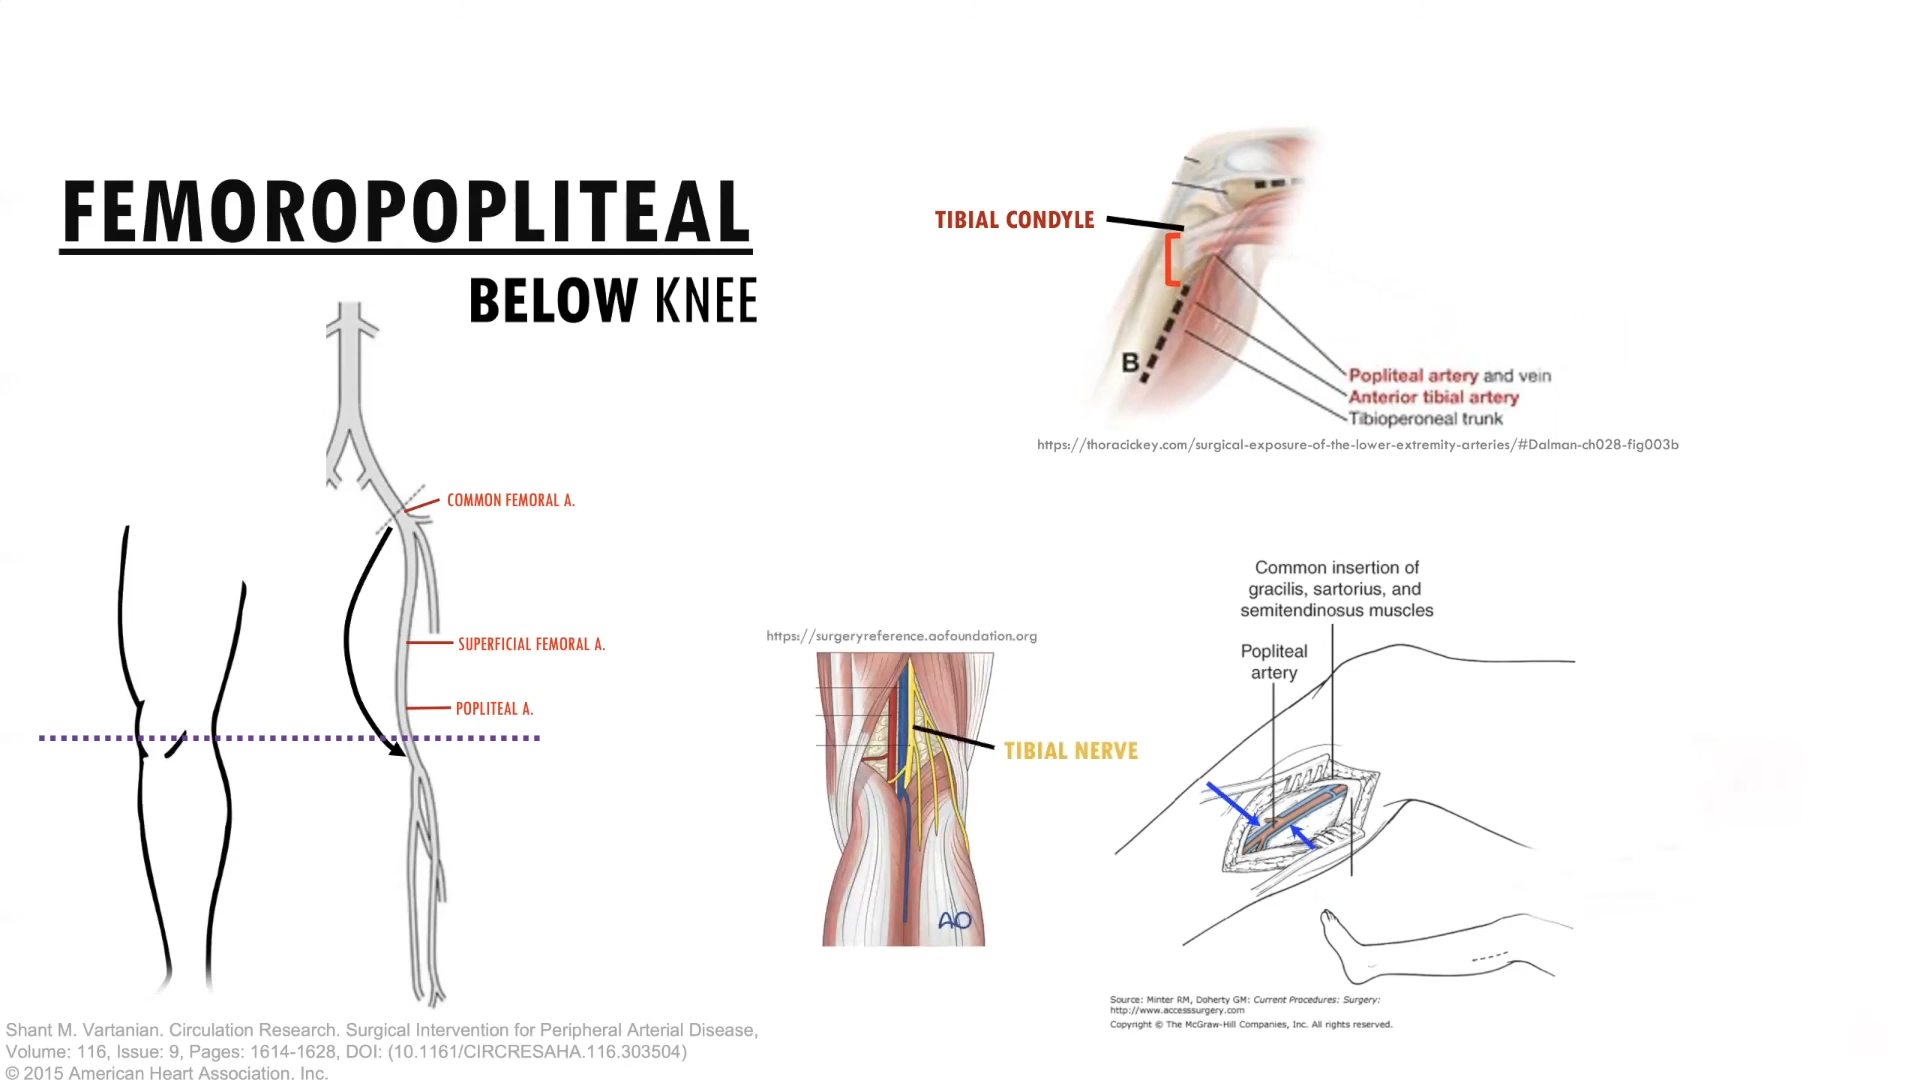 FEMOROPOPLITEAL
BELOW KNEE
COMMON FEMORAL A.
SUPERFICIAL FEMORAL A.
POPLITEAL A.
TIBIAL CONDYLE
B
Popliteal artery and vein
Anterior tibial artery
Tibioperoneal trunk
https://thoracickey.com/surgical-exposure-of-the-lower-extremity-arteries/#Dalman-ch028-fig003b
https://surgeryreference.aofoundation.org
TIBIAL NERVE
AO
Common insertion of
gracilis, sartorius, and
semitendinosus muscles
Popliteal
artery
Source: Minter RM, Doherty GM: Current Procedures: Surgery:
http://www.accesssurgery.com
Copyright © The McGraw-Hill Companies, Inc. All rights reserved.
Shant M. Vartanian. Circulation Research. Surgical Intervention for Peripheral Arterial Disease,
Volume: 116, Issue: 9, Pages: 1614-1628, DOI: (10.1161/CIRCRESAHA.116.303504)
© 2015 American Heart Association, Inc.